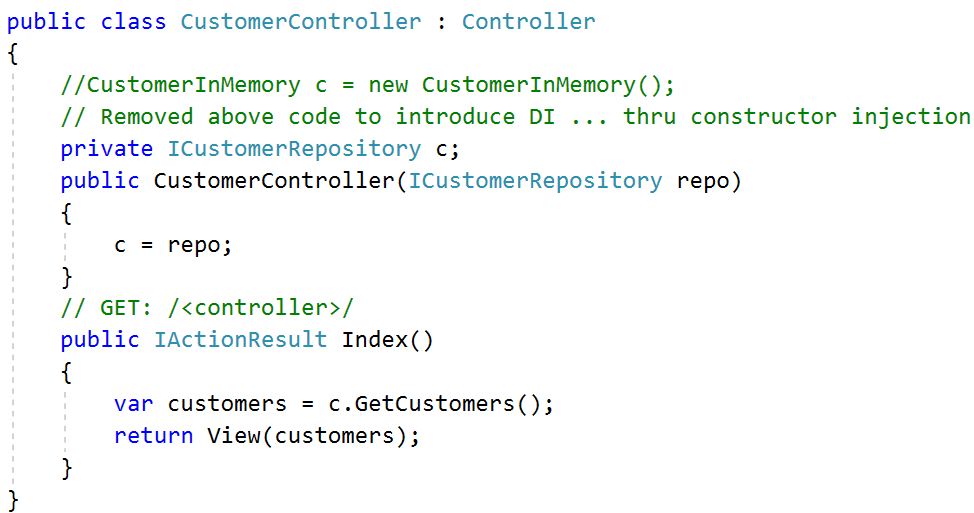 public class CustomerController : Controller
{
//CustomerInMemory c = new CustomerInMemory();
// Removed above code to introduce DI ... thru constructor injection
private ICustomerRepository c;
public CustomerController(ICustomerRepository repo)
{
c = repo;
}
// GET: /<controller>/
public IActionResult Index()
{
var customers = c.GetCustomers();
return View(customers);
}
}